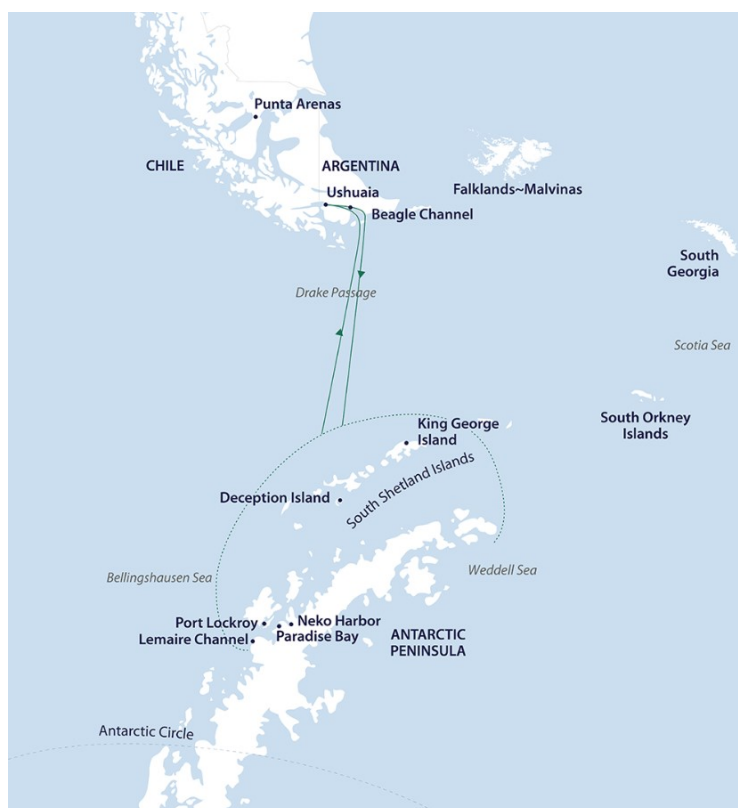 Punta Arenas
CHILE
ARGENTINA
Falklands~Malvinas
Ushuaia
Beagle Channel
South
Georgia
Drake Passage
Scotia Sea
South Orkney
Islands
King George
Island
South Shetland Islands
Deception Island
Bellingshausen Sea
Weddell Sea
Port Lockroy
Neko Harbor
Lemaire Channel
Paradise Bay
ANTARCTIC
PENINSULA
Antarctic Circle